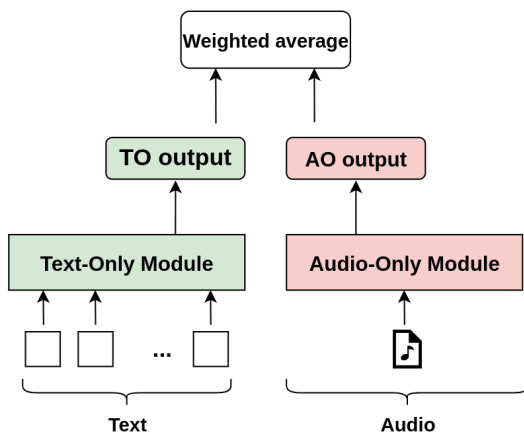 Weighted average
TO output
AO output
Text-Only Module
Audio-Only Module
...
Text
Audio